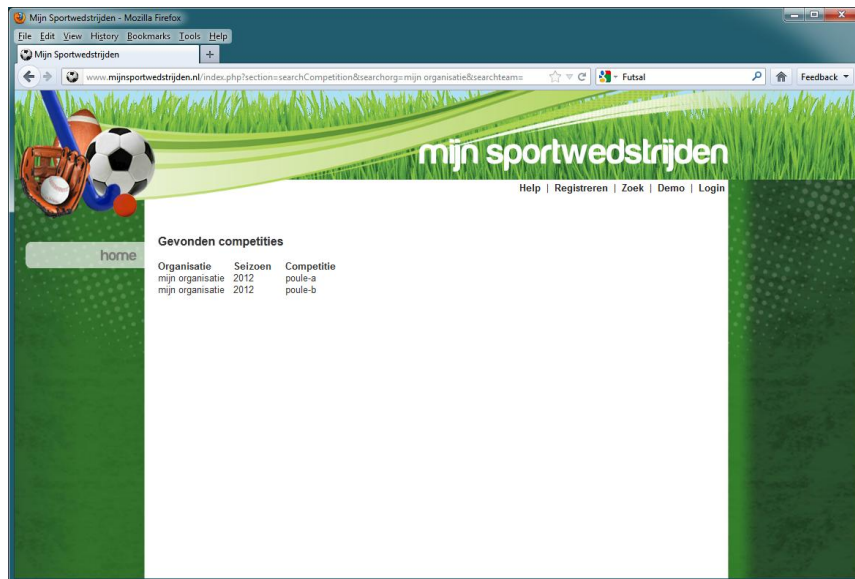 Mijn Sportwedstrijden - Mozilla Firefox
File Edit View History Bookmarks Tools Help
Mijn Sportwedstrijden +
www.mijnsportwedstrijden.nl/index.php?section=searchCompetition&searchorg=mijn organisatie&searchteam= Futsal Feedback
mijn sportwedstrijden
Help | Registreren | Zoek | Demo | Login
home
Gevonden competities
Organisatie Seizoen Competitie
mijn organisatie 2012 poule-a
mijn organisatie 2012 poule-b